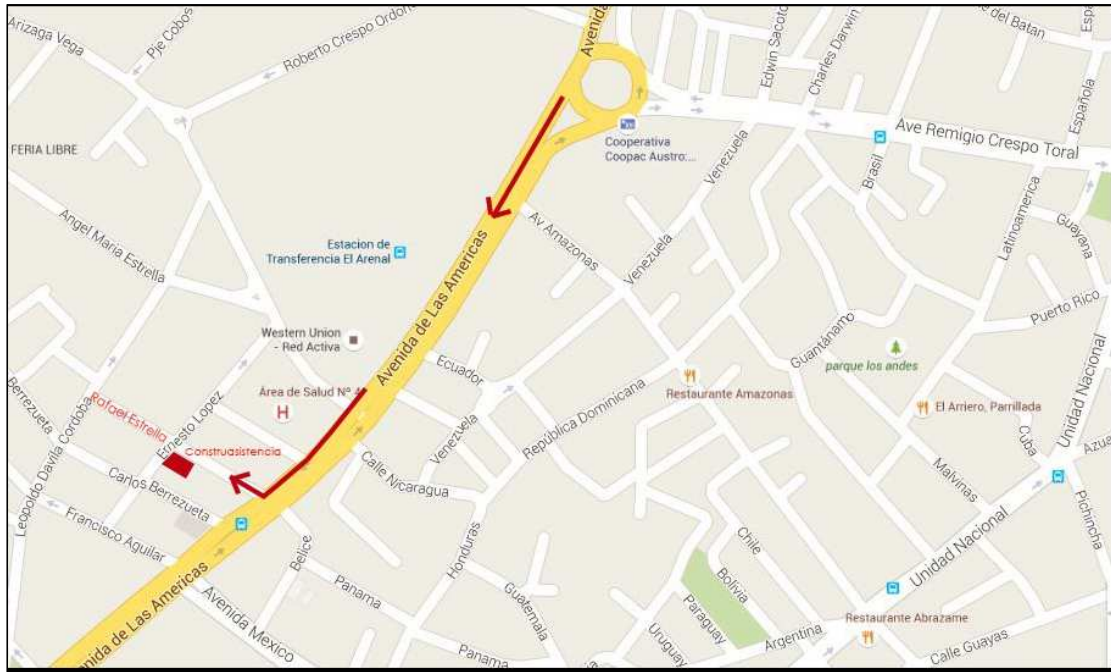 Arizaga Vega
Pje Cobos
Roberto Crespo Ordoñ
Avenida
Edwin Sacoto
Charles Darwin
e del Batan
Española
Española
FERIA LIBRE
Cooperativa
Coopac Austro:...
Ave Remigio Crespo Toral
Venezuela
Brasil
Latinoamerica
Guayana
Angel Maria Estrella
Estacion de
Transferencia El Arenal
Avenida de Las Americas
Av Amazonas
Venezuela
Puerto Rico
Western Union
- Red Activa
Ecuador
Guantánamo
parque los andes
Área de Salud Nº 4
H
Restaurante Amazonas
El Arriero, Parrillada
Berrezueta
Rafael Estrella
Ernesto Lopez
Construasistencia
Leopoldo Davila Cordoba
Carlos Berrezueta
Venezuela
República Dominicana
Calle Nicaragua
Cuba
Unidad Nacional
Azua
Malvinas
Pichincha
Francisco Aguilar
Honduras
Belice
Panama
Avenida de Las Americas
Avenida Mexico
Guatemala
Panama
Uruguay
Paraguay
Bolivia
Chile
Argentina
Unidad Nacional
Restaurante Abrazame
Calle Guayas